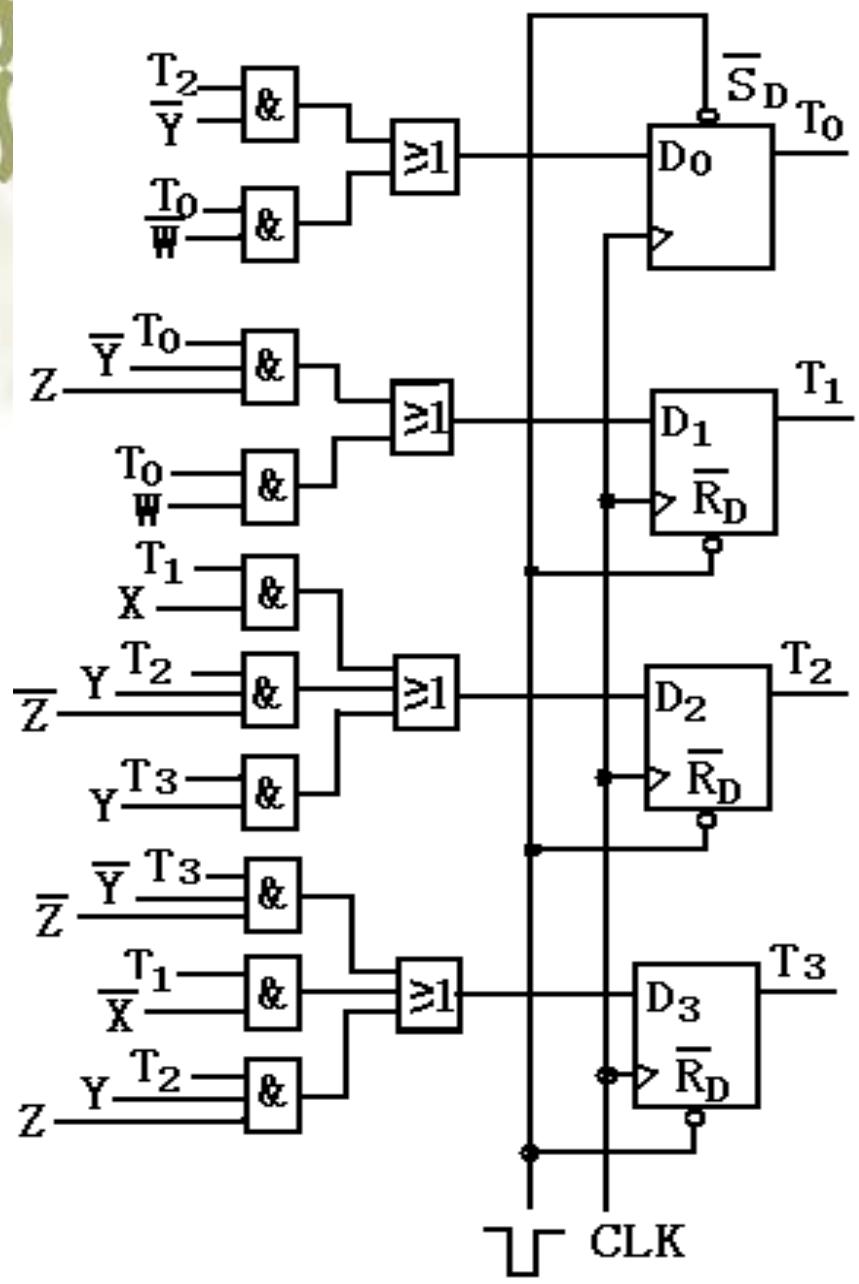 T₂
Y̅
&
T₀
W̅
&
≥1
S̅D
D₀
T₀
T₀
Y̅
Z
&
T₀
W
&
≥1
D₁
R̅D
T₁
T₁
X
&
T₂
Y
Z̅
&
T₃
Y
&
≥1
D₂
R̅D
T₂
T₃
Y̅
Z̅
&
T₁
X̅
&
T₂
Y
Z
&
≥1
D₃
R̅D
T₃
CLK